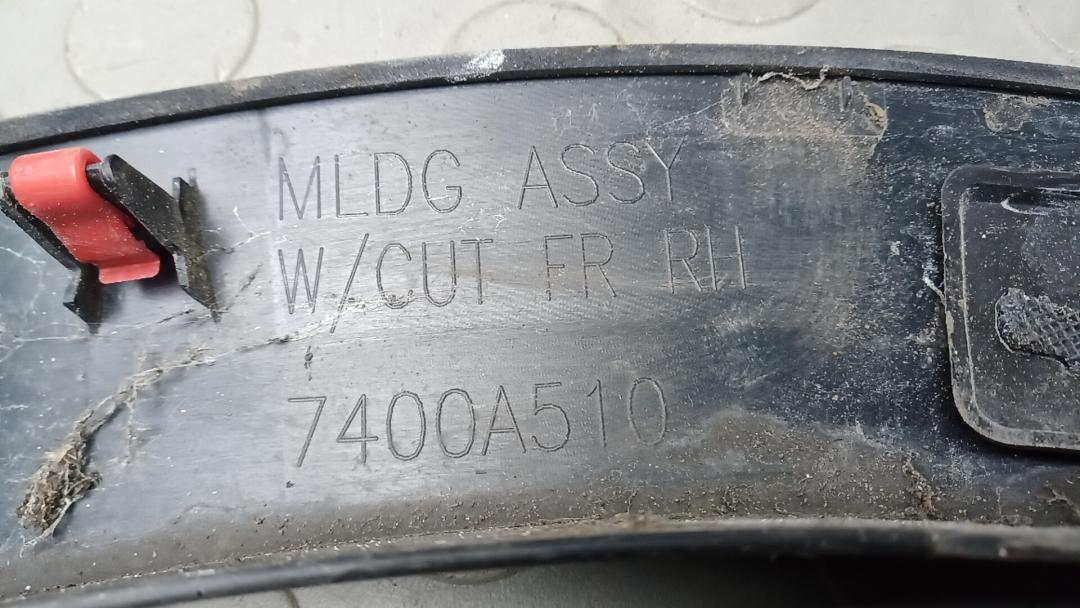 MLDG ASSY
W/CUT FR RH
7400A510